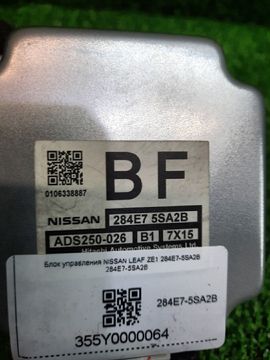 BF
0106338887
NISSAN 284E7 5SA2B
ADS250-026 B1 7X15
Hitachi Automotive Systems, Ltd.
Блок управления NISSAN LEAF ZE1 284E7-5SA2B
284E7-5SA2B
284E7-5SA2B
355Y0000064